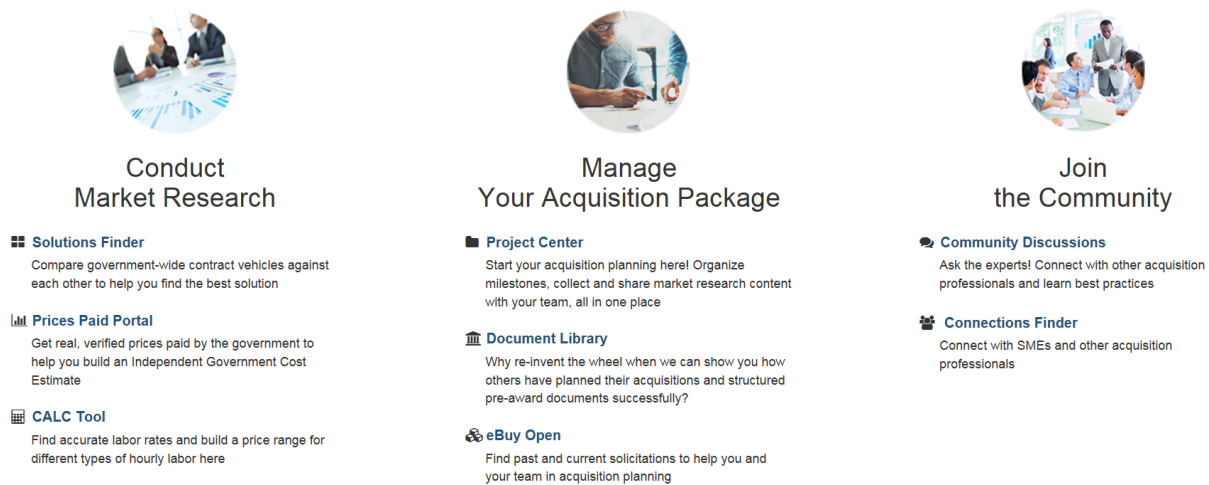 Conduct
Market Research
Solutions Finder
Compare government-wide contract vehicles against
each other to help you find the best solution
Prices Paid Portal
Get real, verified prices paid by the government to
help you build an Independent Government Cost
Estimate
CALC Tool
Find accurate labor rates and build a price range for
different types of hourly labor here
Manage
Your Acquisition Package
Project Center
Start your acquisition planning here! Organize
milestones, collect and share market research content
with your team, all in one place
Document Library
Why re-invent the wheel when we can show you how
others have planned their acquisitions and structured
pre-award documents successfully?
eBuy Open
Find past and current solicitations to help you and
your team in acquisition planning
Join
the Community
Community Discussions
Ask the experts! Connect with other acquisition
professionals and learn best practices
Connections Finder
Connect with SMEs and other acquisition
professionals